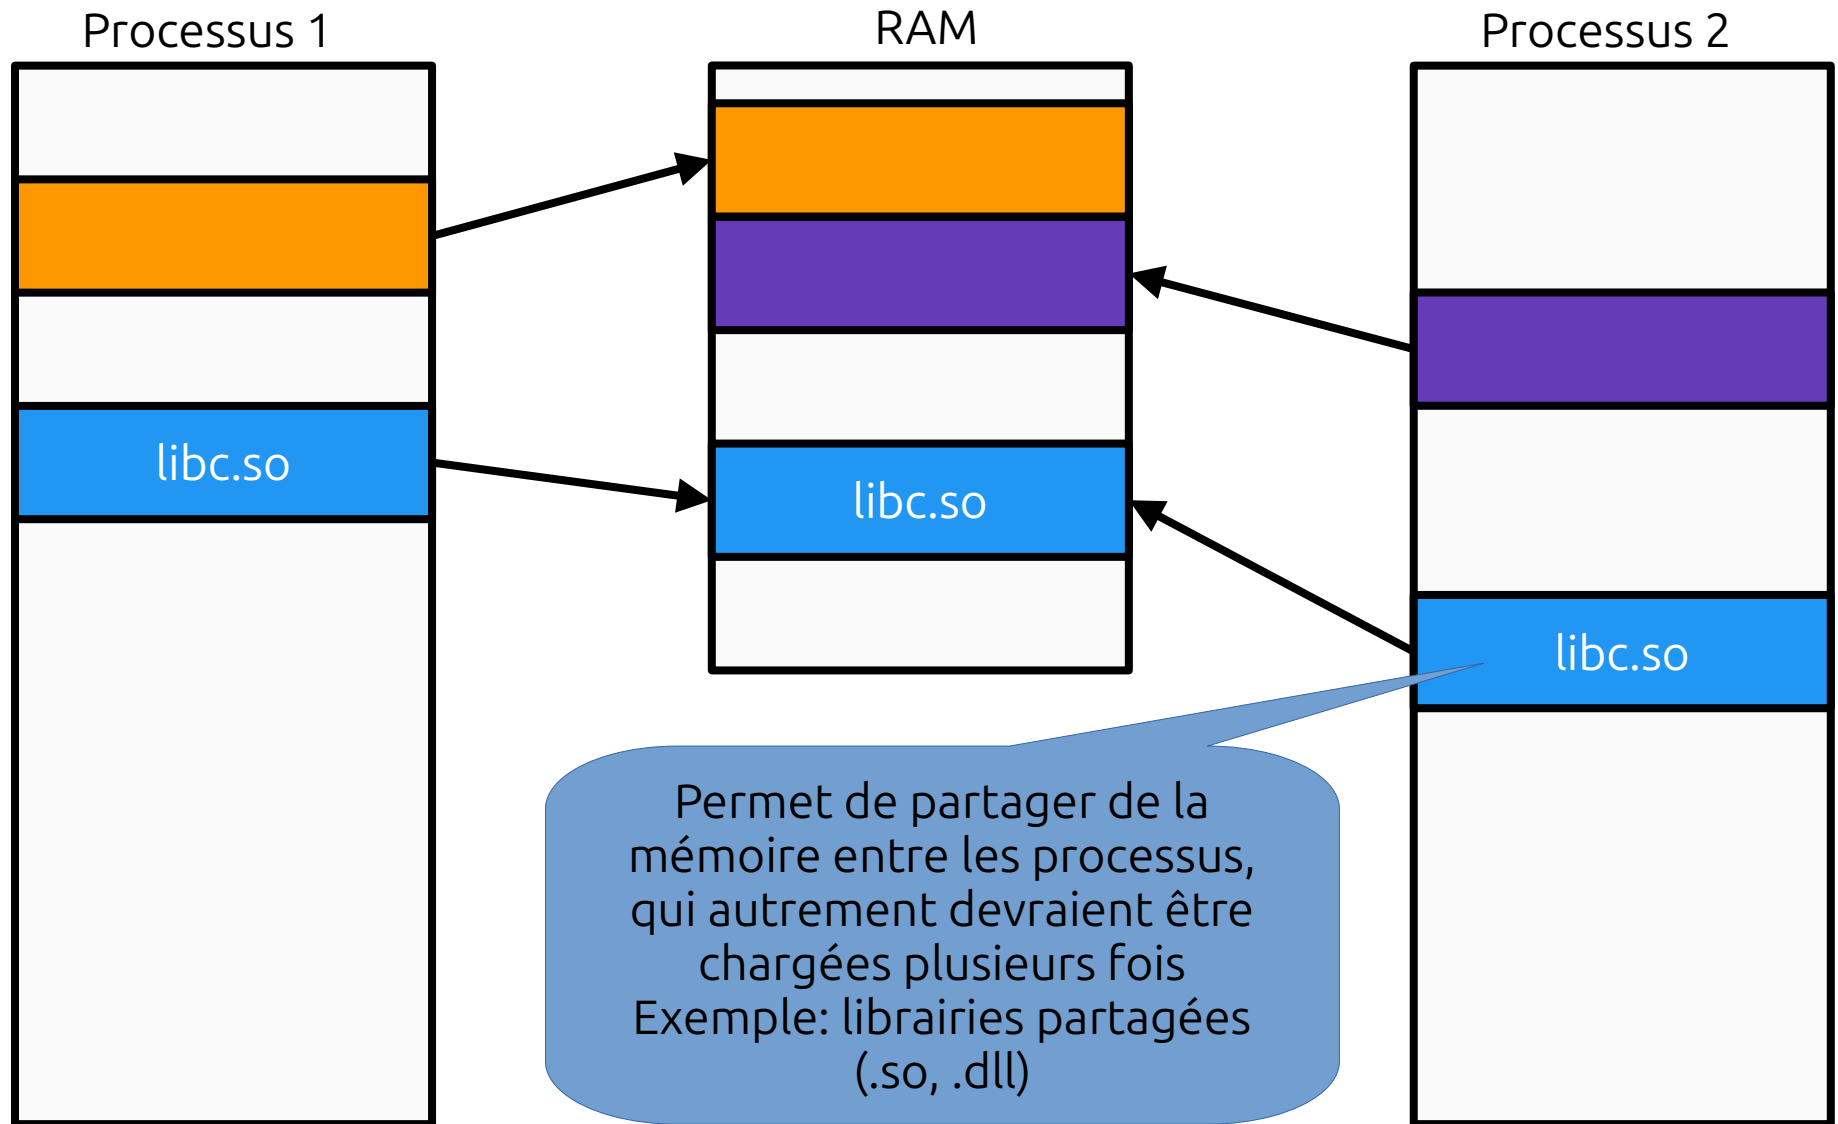 Processus 1
RAM
Processus 2
libc.so
libc.so
libc.so
Permet de partager de la
mémoire entre les processus,
qui autrement devraient être
chargées plusieurs fois
Exemple: librairies partagées
(.so, .dll)